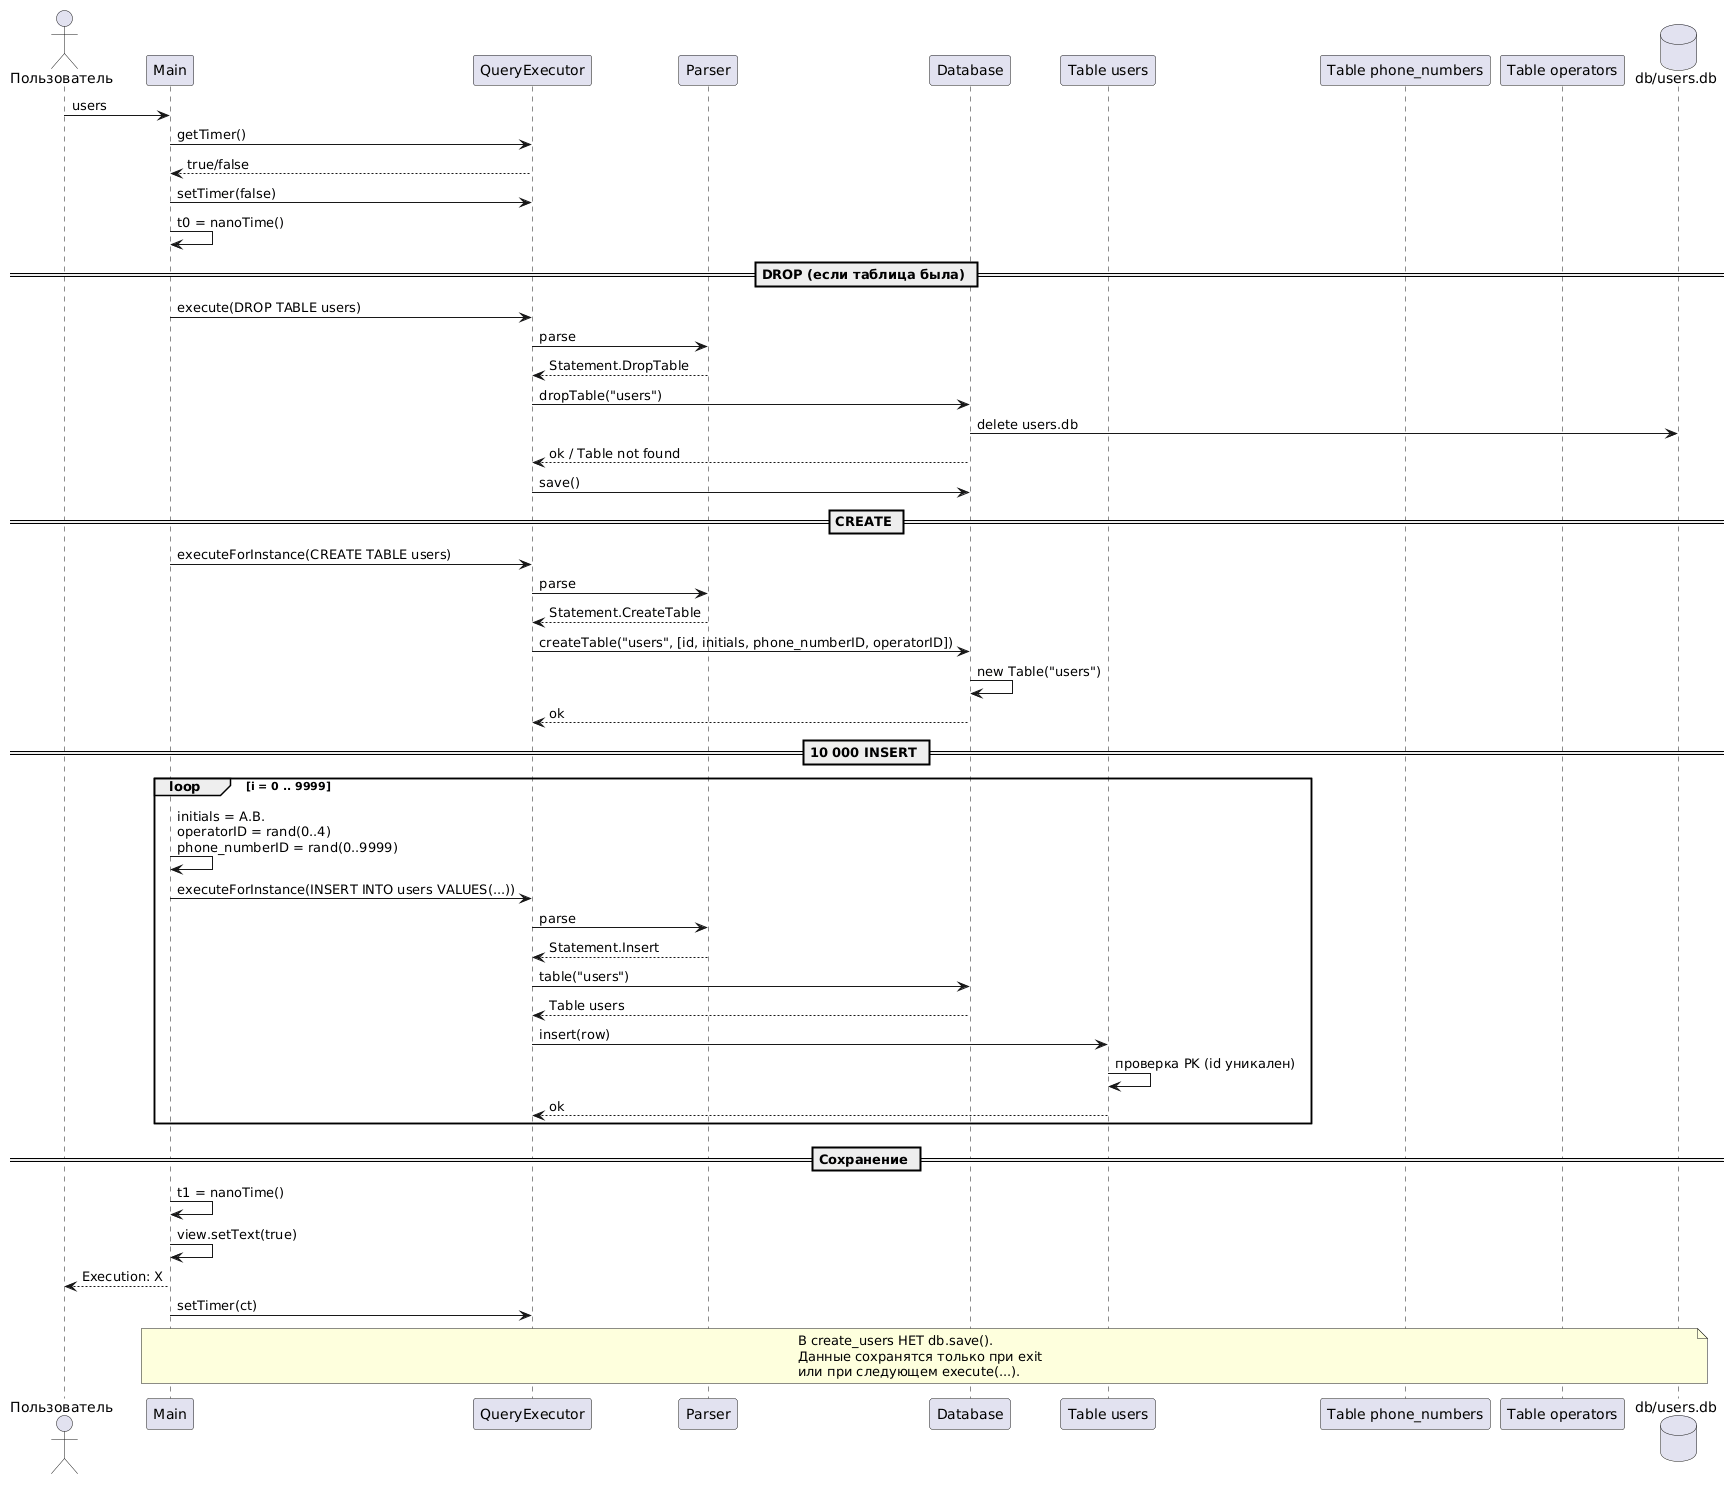 Пользователь
Main
QueryExecutor
Parser
Database
Table users
Table phone_numbers
Table operators
db/users.db
users
getTimer()
true/false
setTimer(false)
t0 = nanoTime()
DROP (если таблица была)
execute(DROP TABLE users)
parse
Statement.DropTable
dropTable("users")
delete users.db
ok / Table not found
save()
CREATE
executeForInstance(CREATE TABLE users)
parse
Statement.CreateTable
createTable("users", [id, initials, phone_numberID, operatorID])
new Table("users")
ok
10 000 INSERT
loop [i = 0 .. 9999]
initials = A.B.
operatorID = rand(0..4)
phone_numberID = rand(0..9999)
executeForInstance(INSERT INTO users VALUES(...))
parse
Statement.Insert
table("users")
Table users
insert(row)
проверка PK (id уникален)
ok
Сохранение
t1 = nanoTime()
view.setText(true)
Execution: X
setTimer(ct)
В create_users НЕТ db.save().
Данные сохранятся только при exit
или при следующем execute(...).
Пользователь
Main
QueryExecutor
Parser
Database
Table users
Table phone_numbers
Table operators
db/users.db